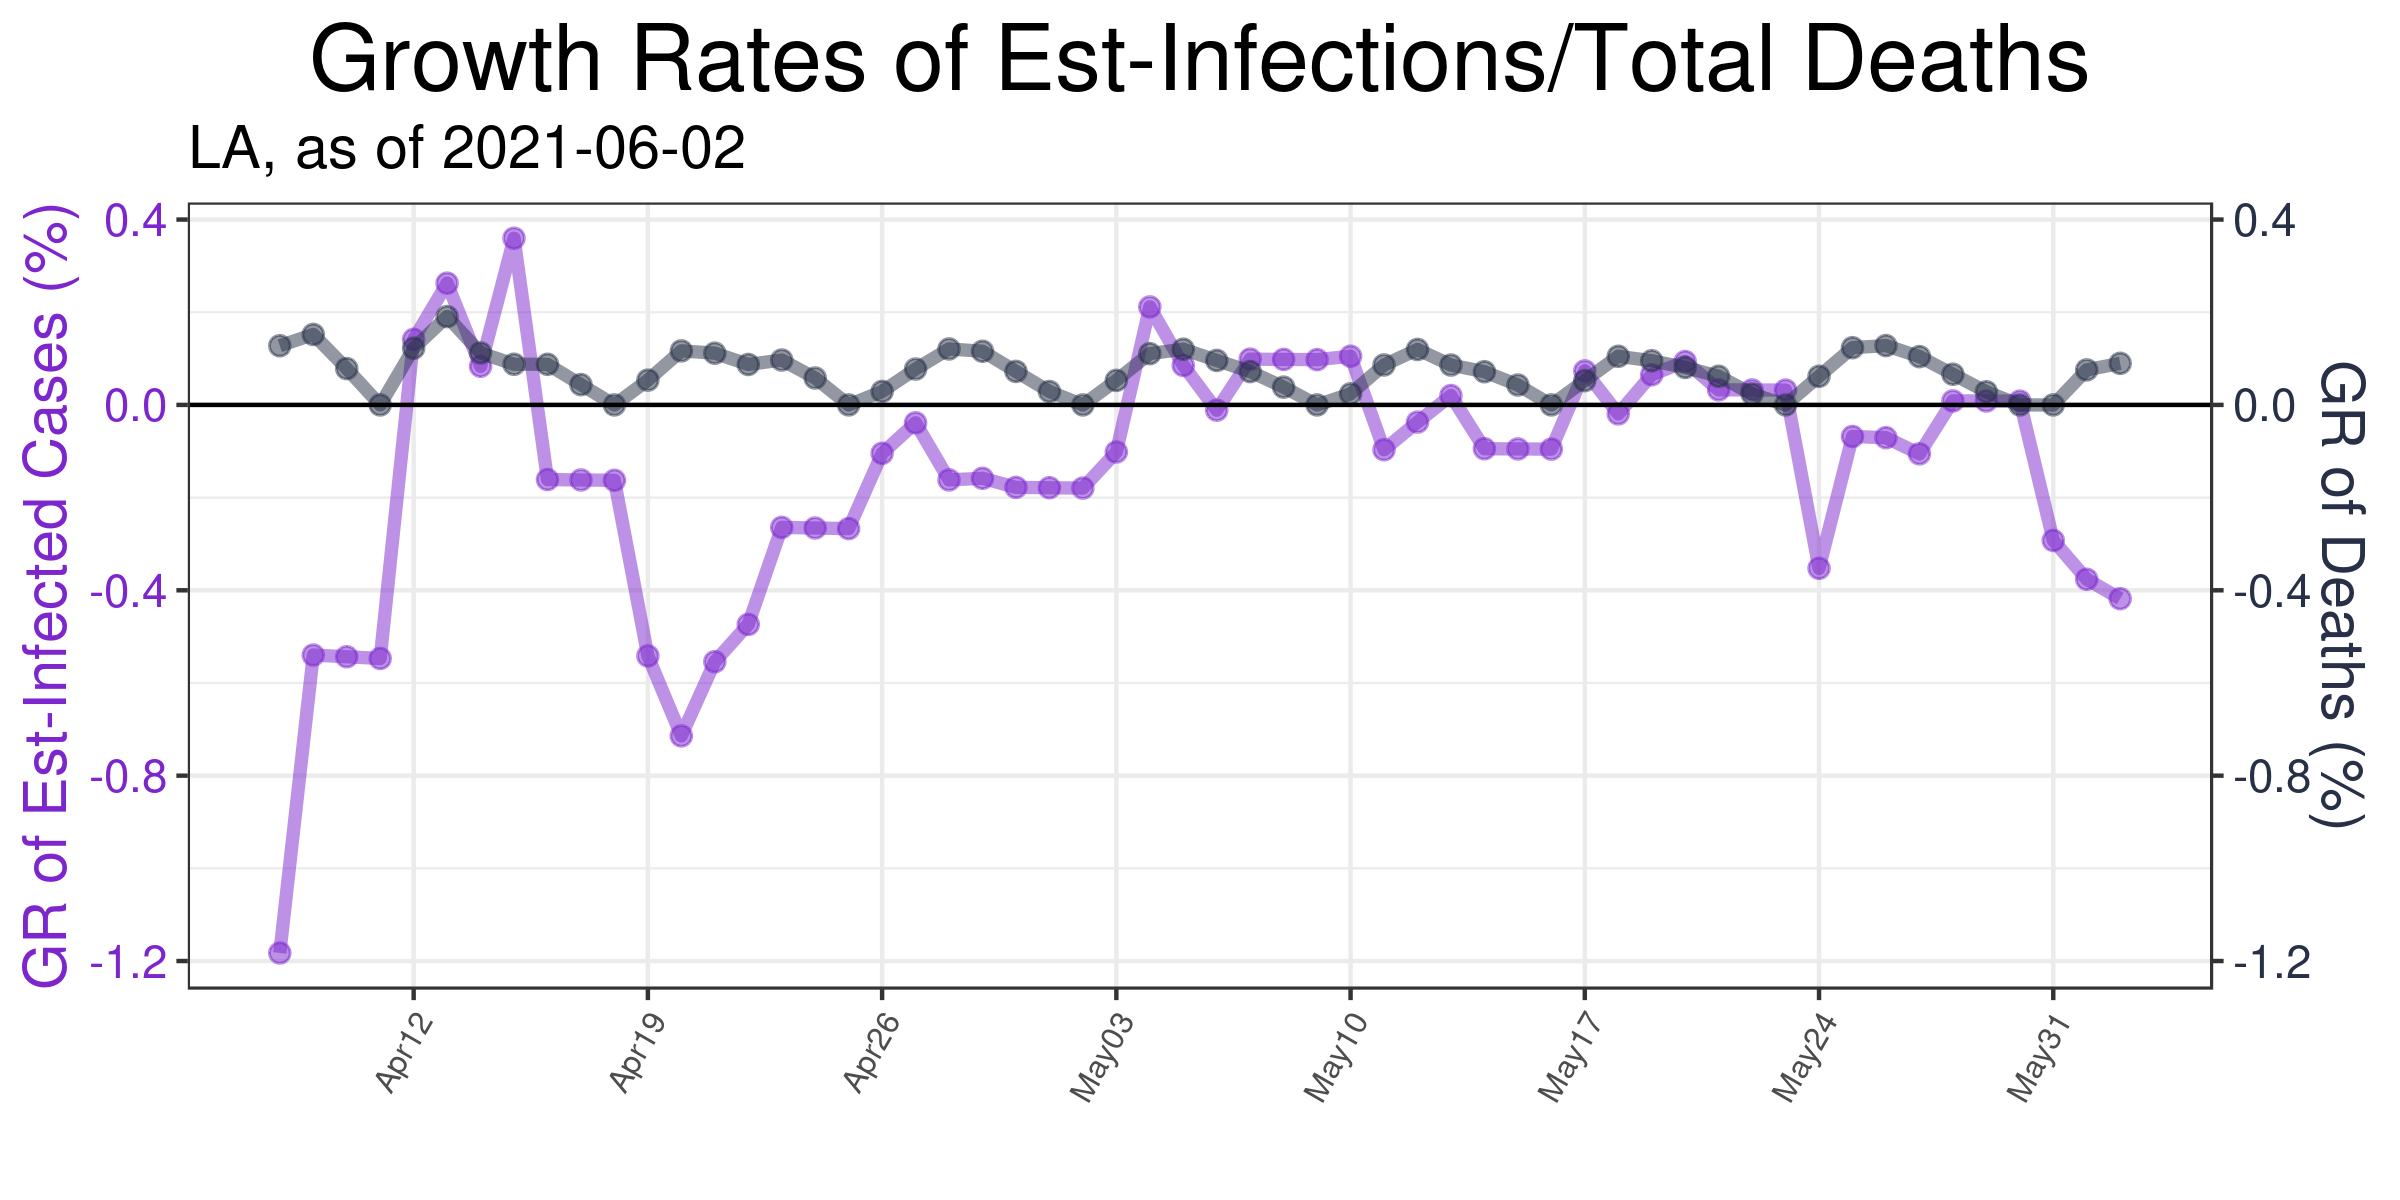 Growth Rates of Est-Infections/Total Deaths
LA, as of 2021-06-02
GR of Est-Infected Cases (%)
0.4
0.0
-0.4
-0.8
-1.2
0.4
0.0
-0.4
-0.8
-1.2
GR of Deaths (%)
Apr12
Apr19
Apr26
May03
May10
May17
May24
May31